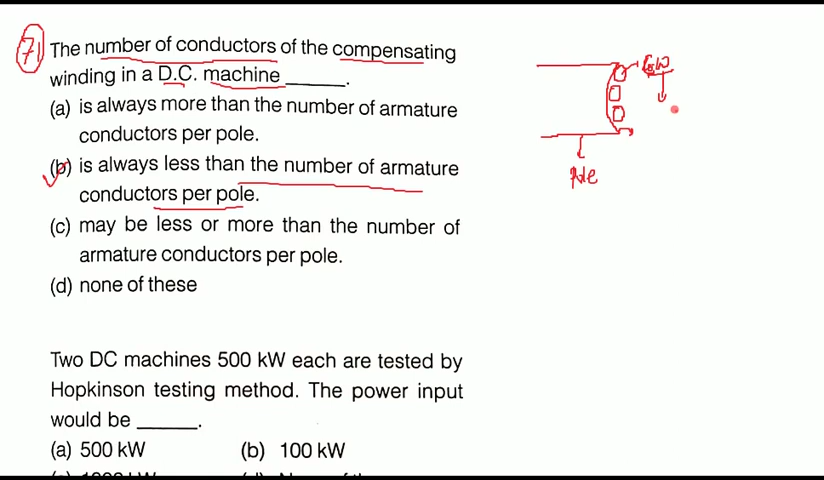 71 The number of conductors of the compensating
winding in a D.C. machine ______.
(a) is always more than the number of armature
conductors per pole.
(b) is always less than the number of armature
conductors per pole.
(c) may be less or more than the number of
armature conductors per pole.
(d) none of these
Pole
Two DC machines 500 kW each are tested by
Hopkinson testing method. The power input
would be ______.
(a) 500 kW (b) 100 kW